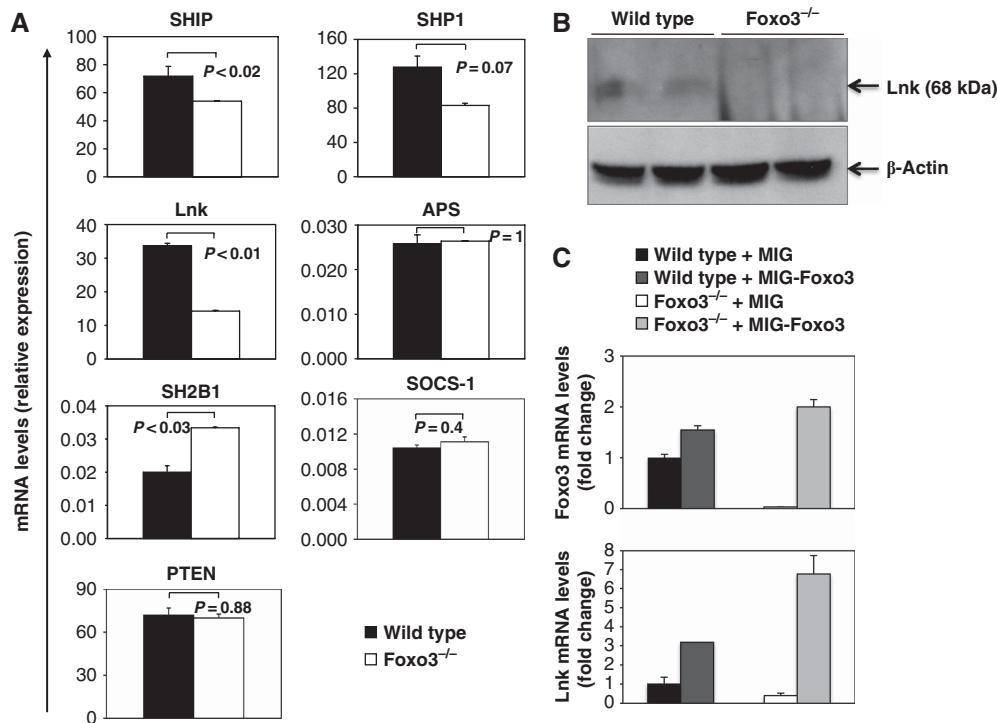 A
mRNA levels (relative expression)
SHIP
100
80
60
40
20
0
P < 0.02
SHP1
160
120
80
40
0
P = 0.07
Lnk
40
30
20
10
0
P < 0.01
APS
0.030
0.020
0.010
0.000
P = 1
SH2B1
0.04
0.03
0.02
0.01
0.00
P < 0.03
SOCS-1
0.016
0.012
0.008
0.004
0.000
P = 0.4
PTEN
90
60
30
0
P = 0.88
Wild type
Foxo3–/–
B
Wild type Foxo3–/–
Lnk (68 kDa)
β-Actin
C
Wild type + MIG
Wild type + MIG-Foxo3
Foxo3–/– + MIG
Foxo3–/– + MIG-Foxo3
Foxo3 mRNA levels
(fold change)
3
2
1
0
Lnk mRNA levels
(fold change)
8
7
6
5
4
3
2
1
0